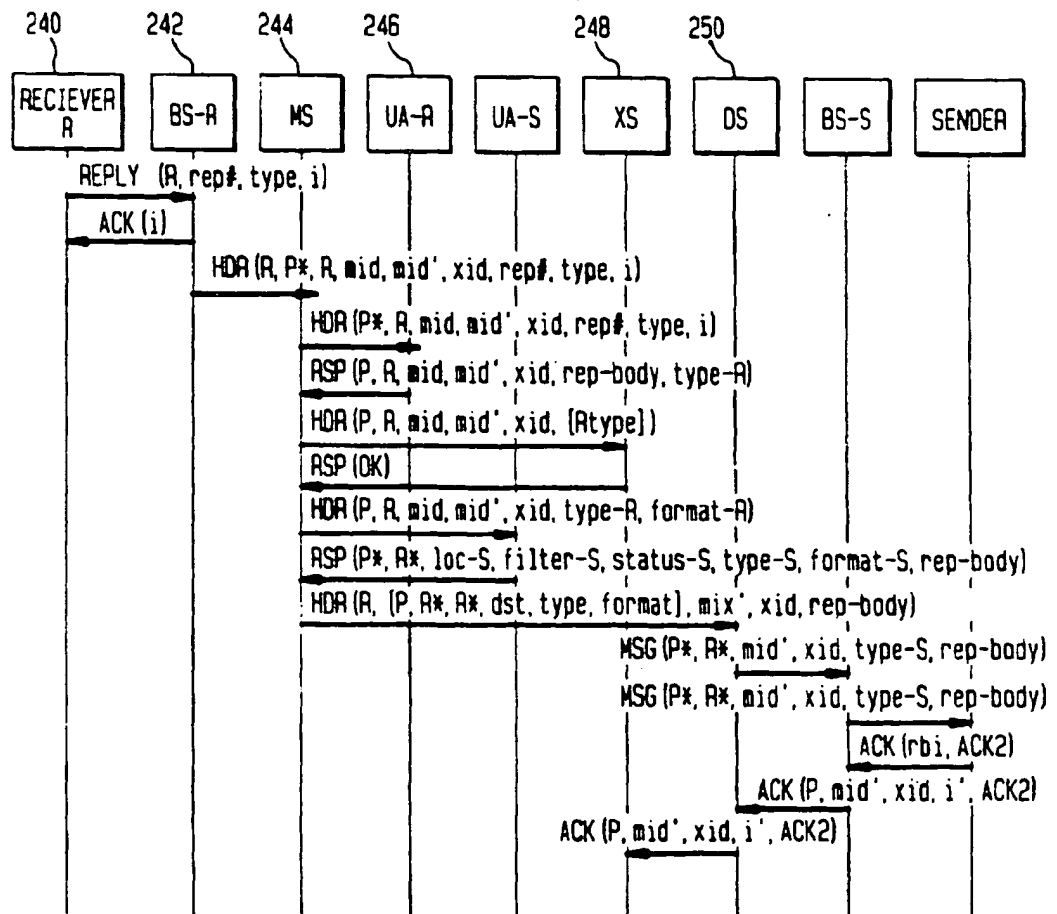 240 242 244 246 248 250
RECIEVER R BS-R MS UA-R UA-S XS DS BS-S SENDER
REPLY (R, rep#, type, i)
ACK (i)
HDR (R, P*, R, mid, mid', xid, rep#, type, i)
HDR (P*, R, mid, mid', xid, rep#, type, i)
RSP (P, R, mid, mid', xid, rep-body, type-R)
HDR (P, R, mid, mid', xid, [Rtype])
RSP (OK)
HDR (P, R, mid, mid', xid, type-R, format-R)
RSP (P*, R*, loc-S, filter-S, status-S, type-S, format-S, rep-body)
HDR (R, [P, R*, R*, dst, type, format], mix', xid, rep-body)
MSG (P*, R*, mid', xid, type-S, rep-body)
MSG (P*, R*, mid', xid, type-S, rep-body)
ACK (rbi, ACK2)
ACK (P, mid', xid, i', ACK2)
ACK (P, mid', xid, i', ACK2)